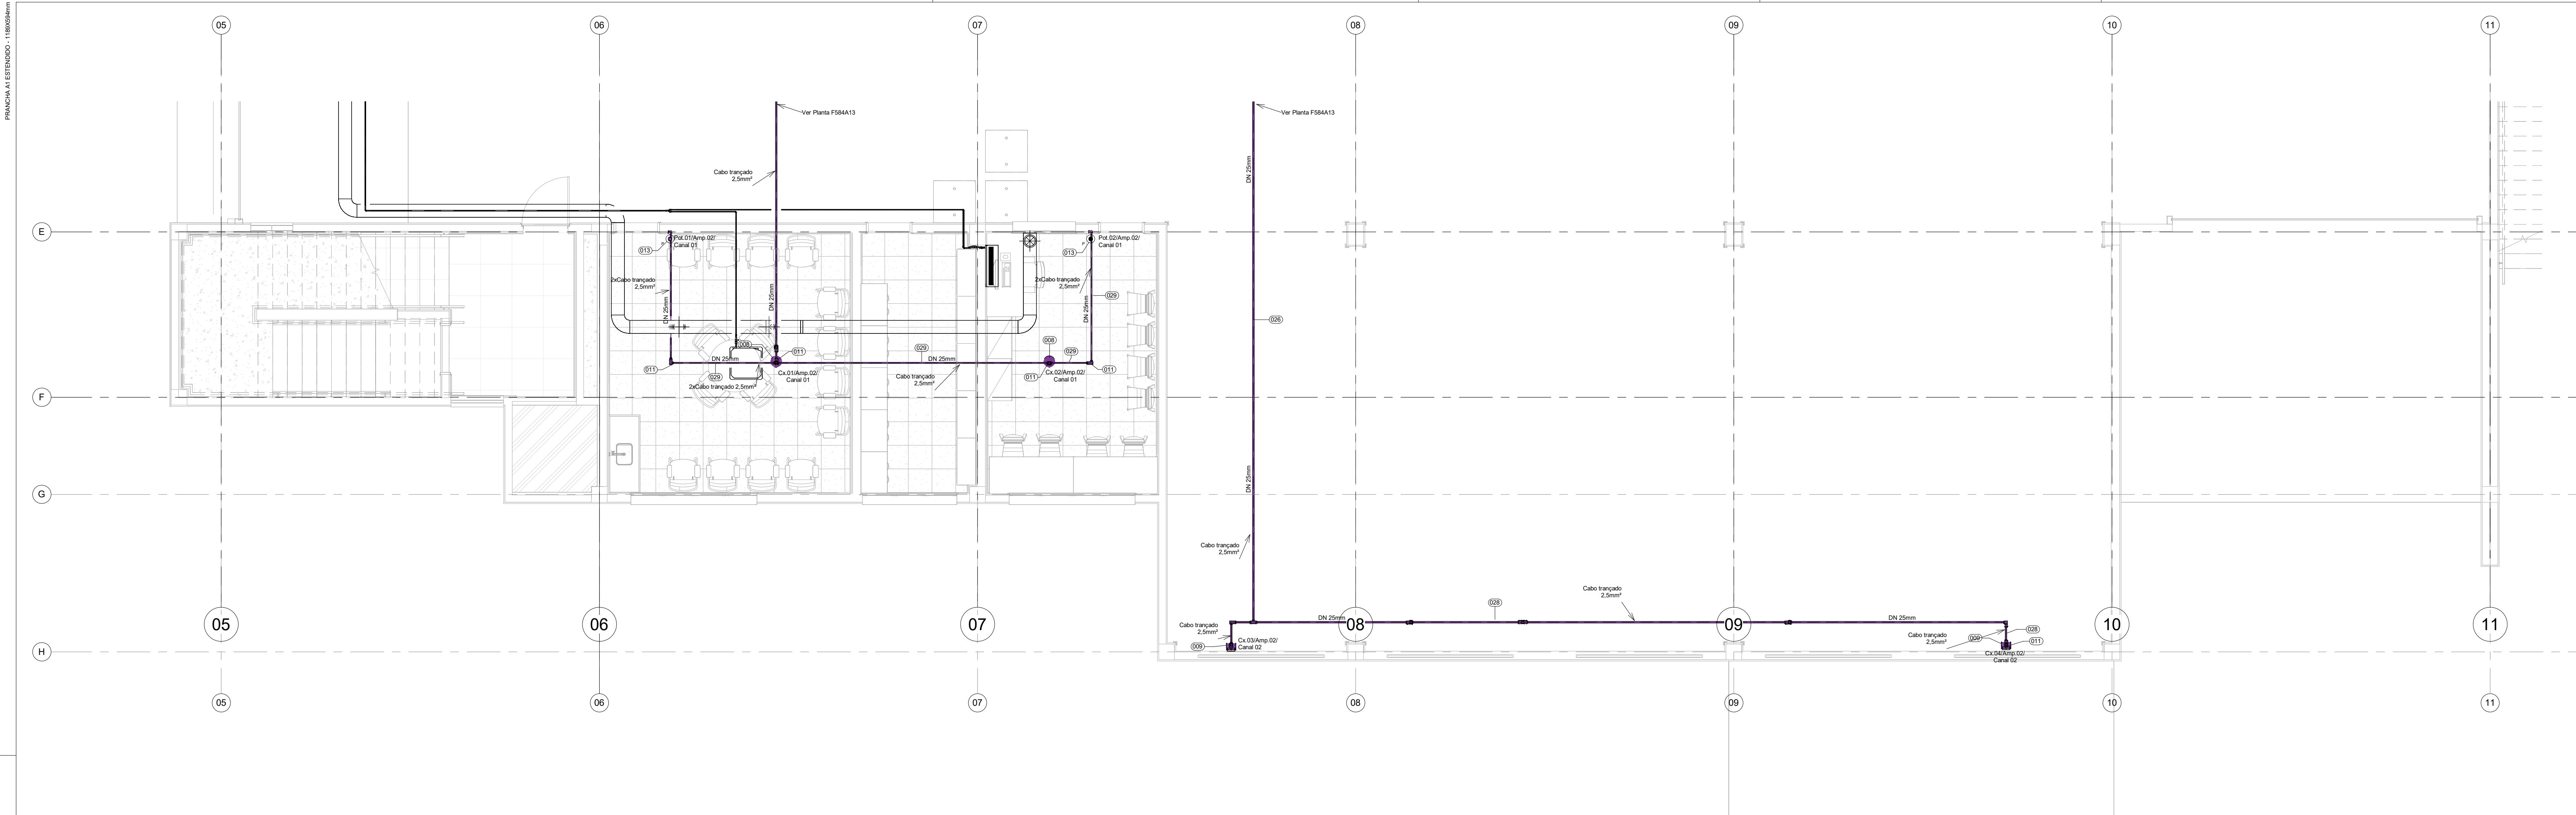 PRANCHA A1 ESTENDIDO - 1189X594mm
05
06
07
08
09
10
11
Ver Planta F584A13
Ver Planta F584A13
Cabo trançado
2,5mm²
DN 25mm
E
Pot.01/Amp.02/
Canal 01
013
Pot.02/Amp.02/
Canal 01
013
2xCabo trançado
2,5mm²
DN 25mm
DN 25mm
2xCabo trançado
2,5mm²
029
DN 25mm
026
008
011
DN 25mm
029
DN 25mm
008
029
011
029
Cx.01/Amp.02/
Canal 01
2xCabo trançado 2,5mm²
Cabo trançado
2,5mm²
011
Cx.02/Amp.02/
Canal 01
011
F
DN 25mm
G
Cabo trançado
2,5mm²
Cabo trançado
2,5mm²
028
DN 25mm
DN 25mm
05
06
07
08
09
10
11
Cabo trançado
2,5mm²
Cx.03/Amp.02/
Canal 02
009
Cabo trançado
2,5mm²
009
028
011
Cx.04/Amp.02/
Canal 02
H
05
06
07
08
09
10
11